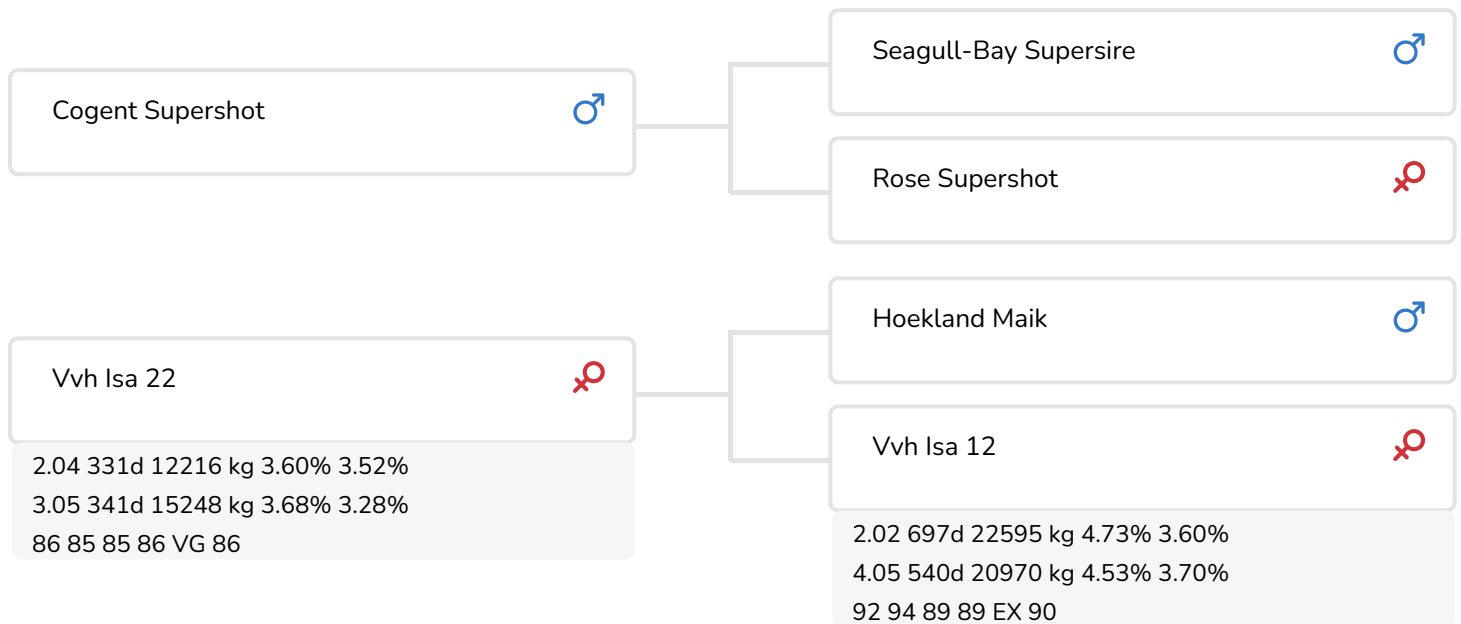 Cogent Supershot
Seagull-Bay Supersire
Rose Supershot
Vvh Isa 22
2.04 331d 12216 kg 3.60% 3.52%
3.05 341d 15248 kg 3.68% 3.28%
86 85 85 86 VG 86
Hoekland Maik
Vvh Isa 12
2.02 697d 22595 kg 4.73% 3.60%
4.05 540d 20970 kg 4.53% 3.70%
92 94 89 89 EX 90